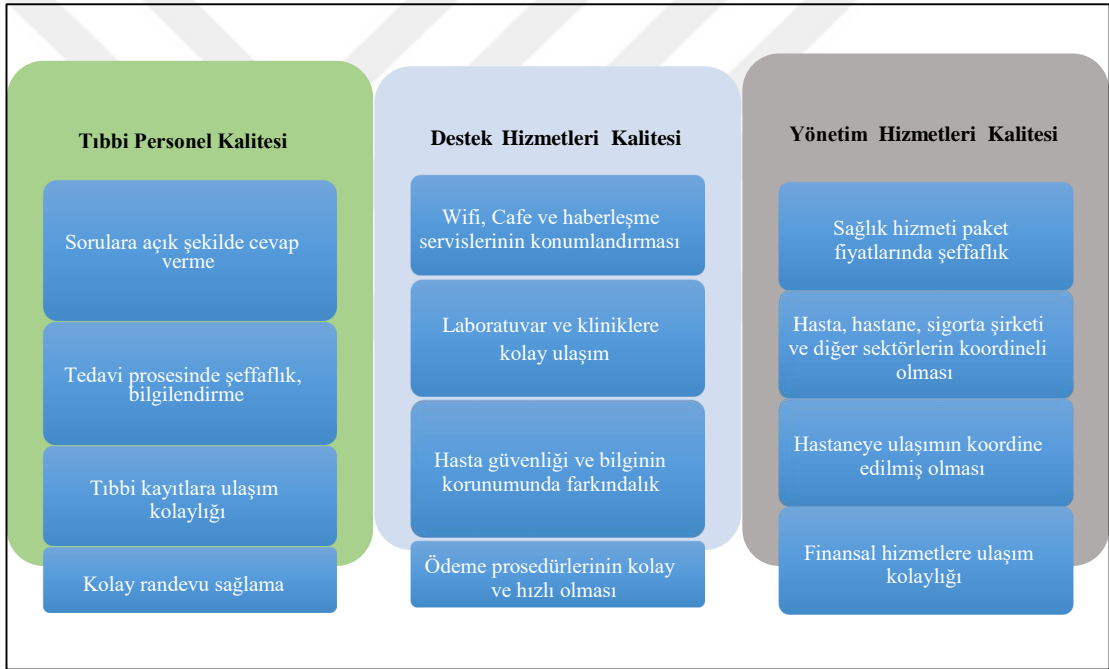 Tıbbi Personel Kalitesi
Sorulara açık şekilde cevap
verme
Tedavi prosesinde şeffaflık,
bilgilendirme
Tıbbi kayıtlara ulaşım
kolaylığı
Kolay randevu sağlama
Destek Hizmetleri Kalitesi
Wifi, Cafe ve haberleşme
servislerinin konumlandırması
Laboratuvar ve kliniklere
kolay ulaşım
Hasta güvenliği ve bilginin
korunumunda farkındalık
Ödeme prosedürlerinin kolay
ve hızlı olması
Yönetim Hizmetleri Kalitesi
Sağlık hizmeti paket
fiyatlarında şeffaflık
Hasta, hastane, sigorta şirketi
ve diğer sektörlerin koordineli
olması
Hastaneye ulaşımın koordine
edilmiş olması
Finansal hizmetlere ulaşım
kolaylığı